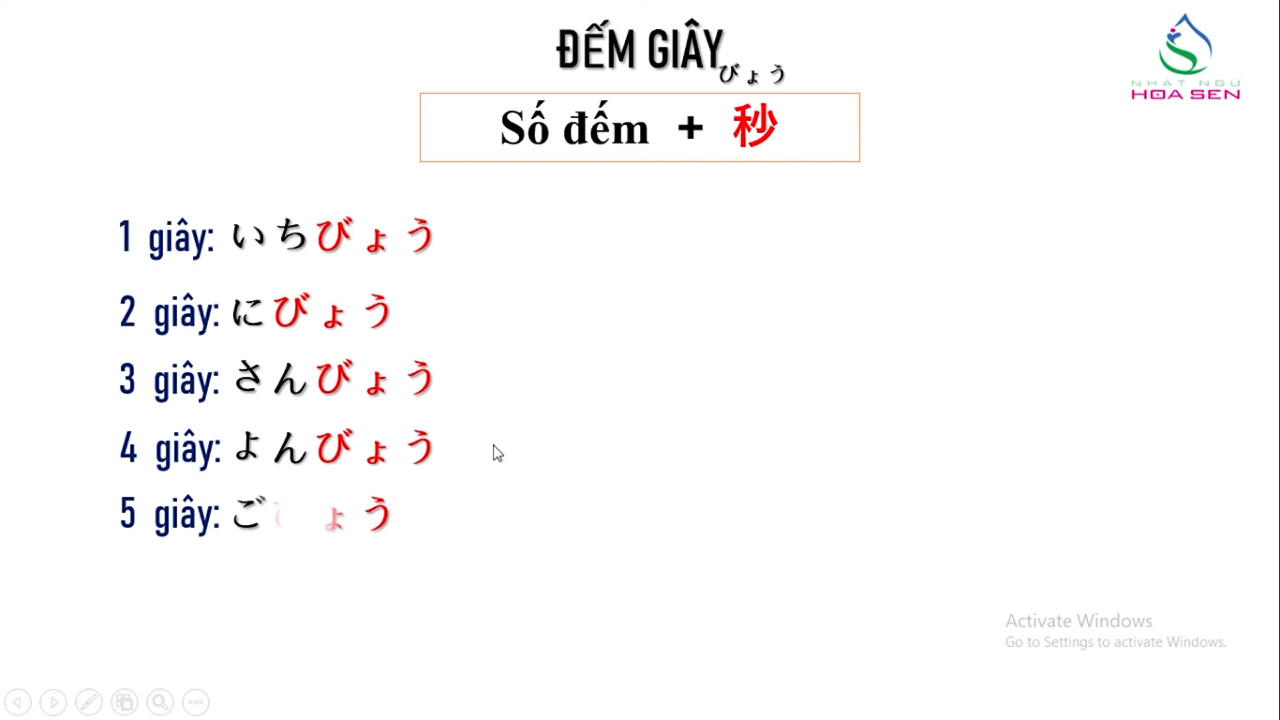 ĐẾM GIÂY
びょう
Số đếm + 秒
NHẬT NGỮ
HOA SEN
1 giây: いちびょう
2 giây: にびょう
3 giây: さんびょう
4 giây: よんびょう
5 giây: ご ょう
Activate Windows
Go to Settings to activate Windows.